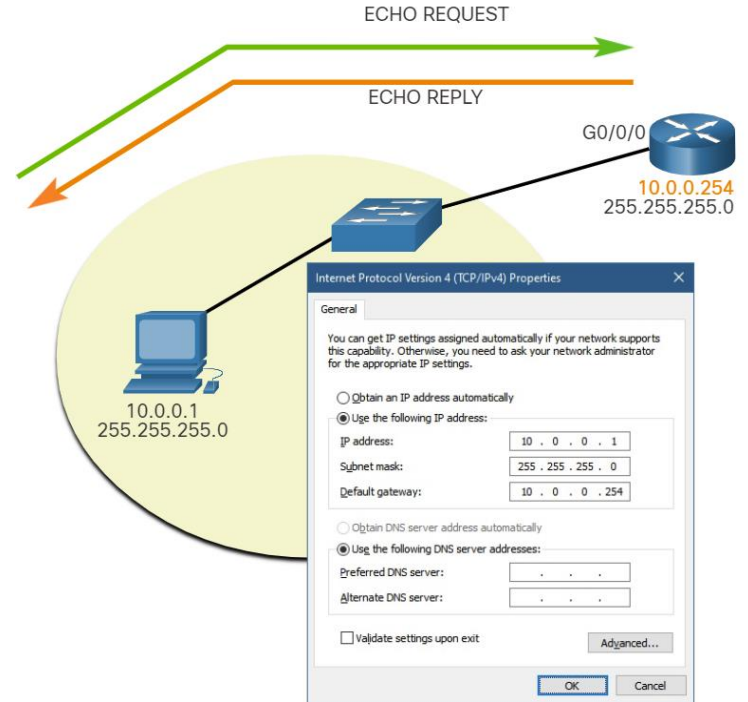 ECHO REQUEST
ECHO REPLY
G0/0/0
10.0.0.254
255.255.255.0
10.0.0.1
255.255.255.0
Internet Protocol Version 4 (TCP/IPv4) Properties
General
You can get IP settings assigned automatically if your network supports
this capability. Otherwise, you need to ask your network administrator
for the appropriate IP settings.
Obtain an IP address automatically
Use the following IP address:
IP address: 10 . 0 . 0 . 1
Subnet mask: 255 . 255 . 255 . 0
Default gateway: 10 . 0 . 0 . 254
Obtain DNS server address automatically
Use the following DNS server addresses:
Preferred DNS server: . . .
Alternate DNS server: . . .
Validate settings upon exit
Advanced...
OK Cancel